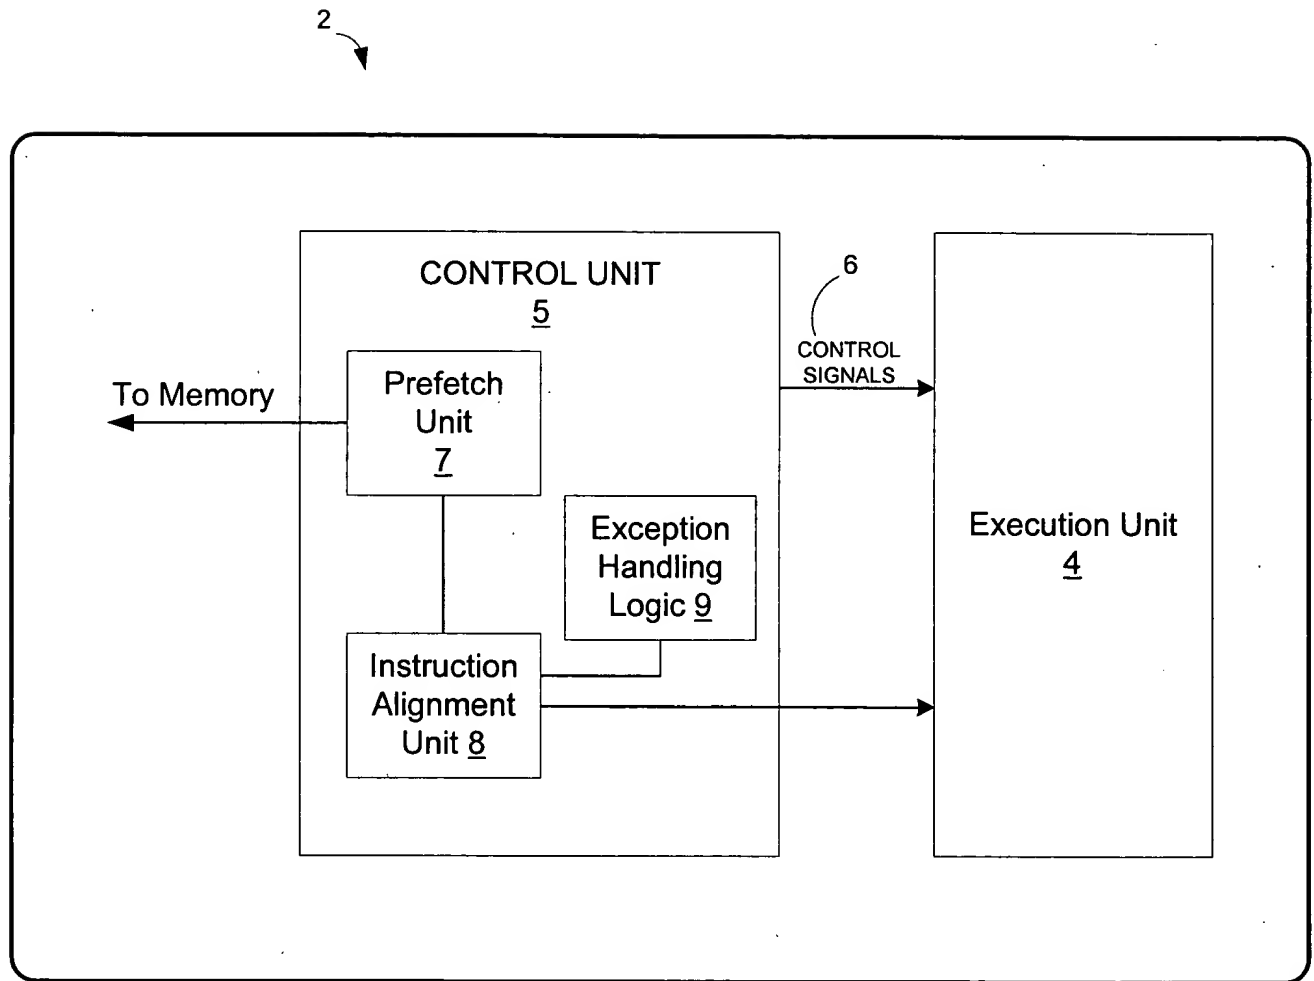 2
CONTROL UNIT
5
6
CONTROL
SIGNALS
To Memory
Prefetch
Unit
7
Exception
Handling
Logic 9
Execution Unit
4
Instruction
Alignment
Unit 8